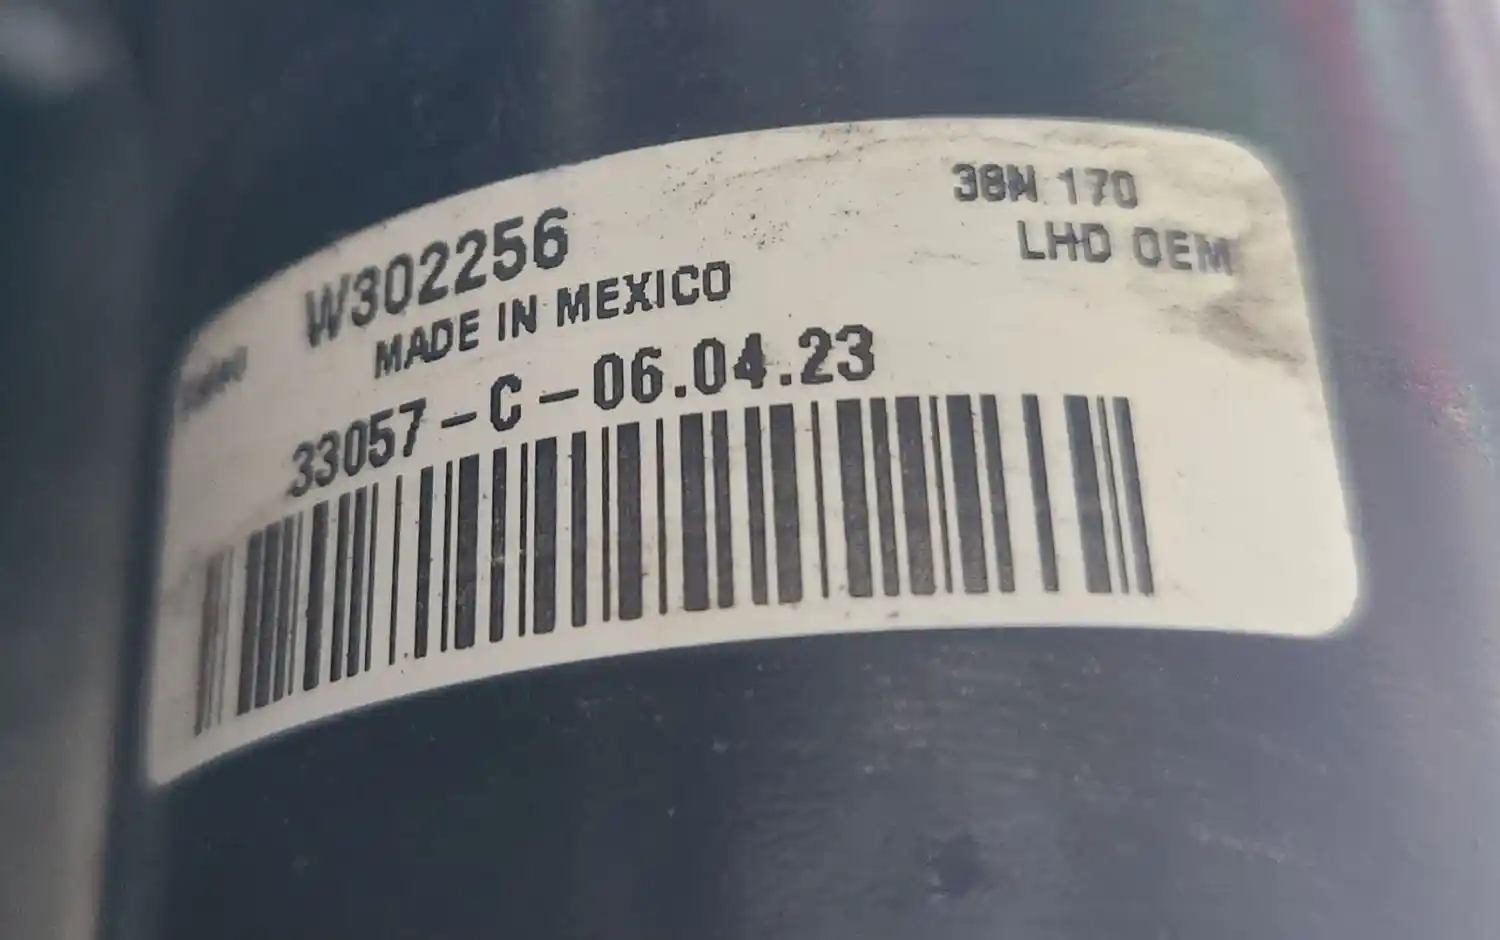 38N 170
LHD OEM
W302256
MADE IN MEXICO
33057-C-06.04.23